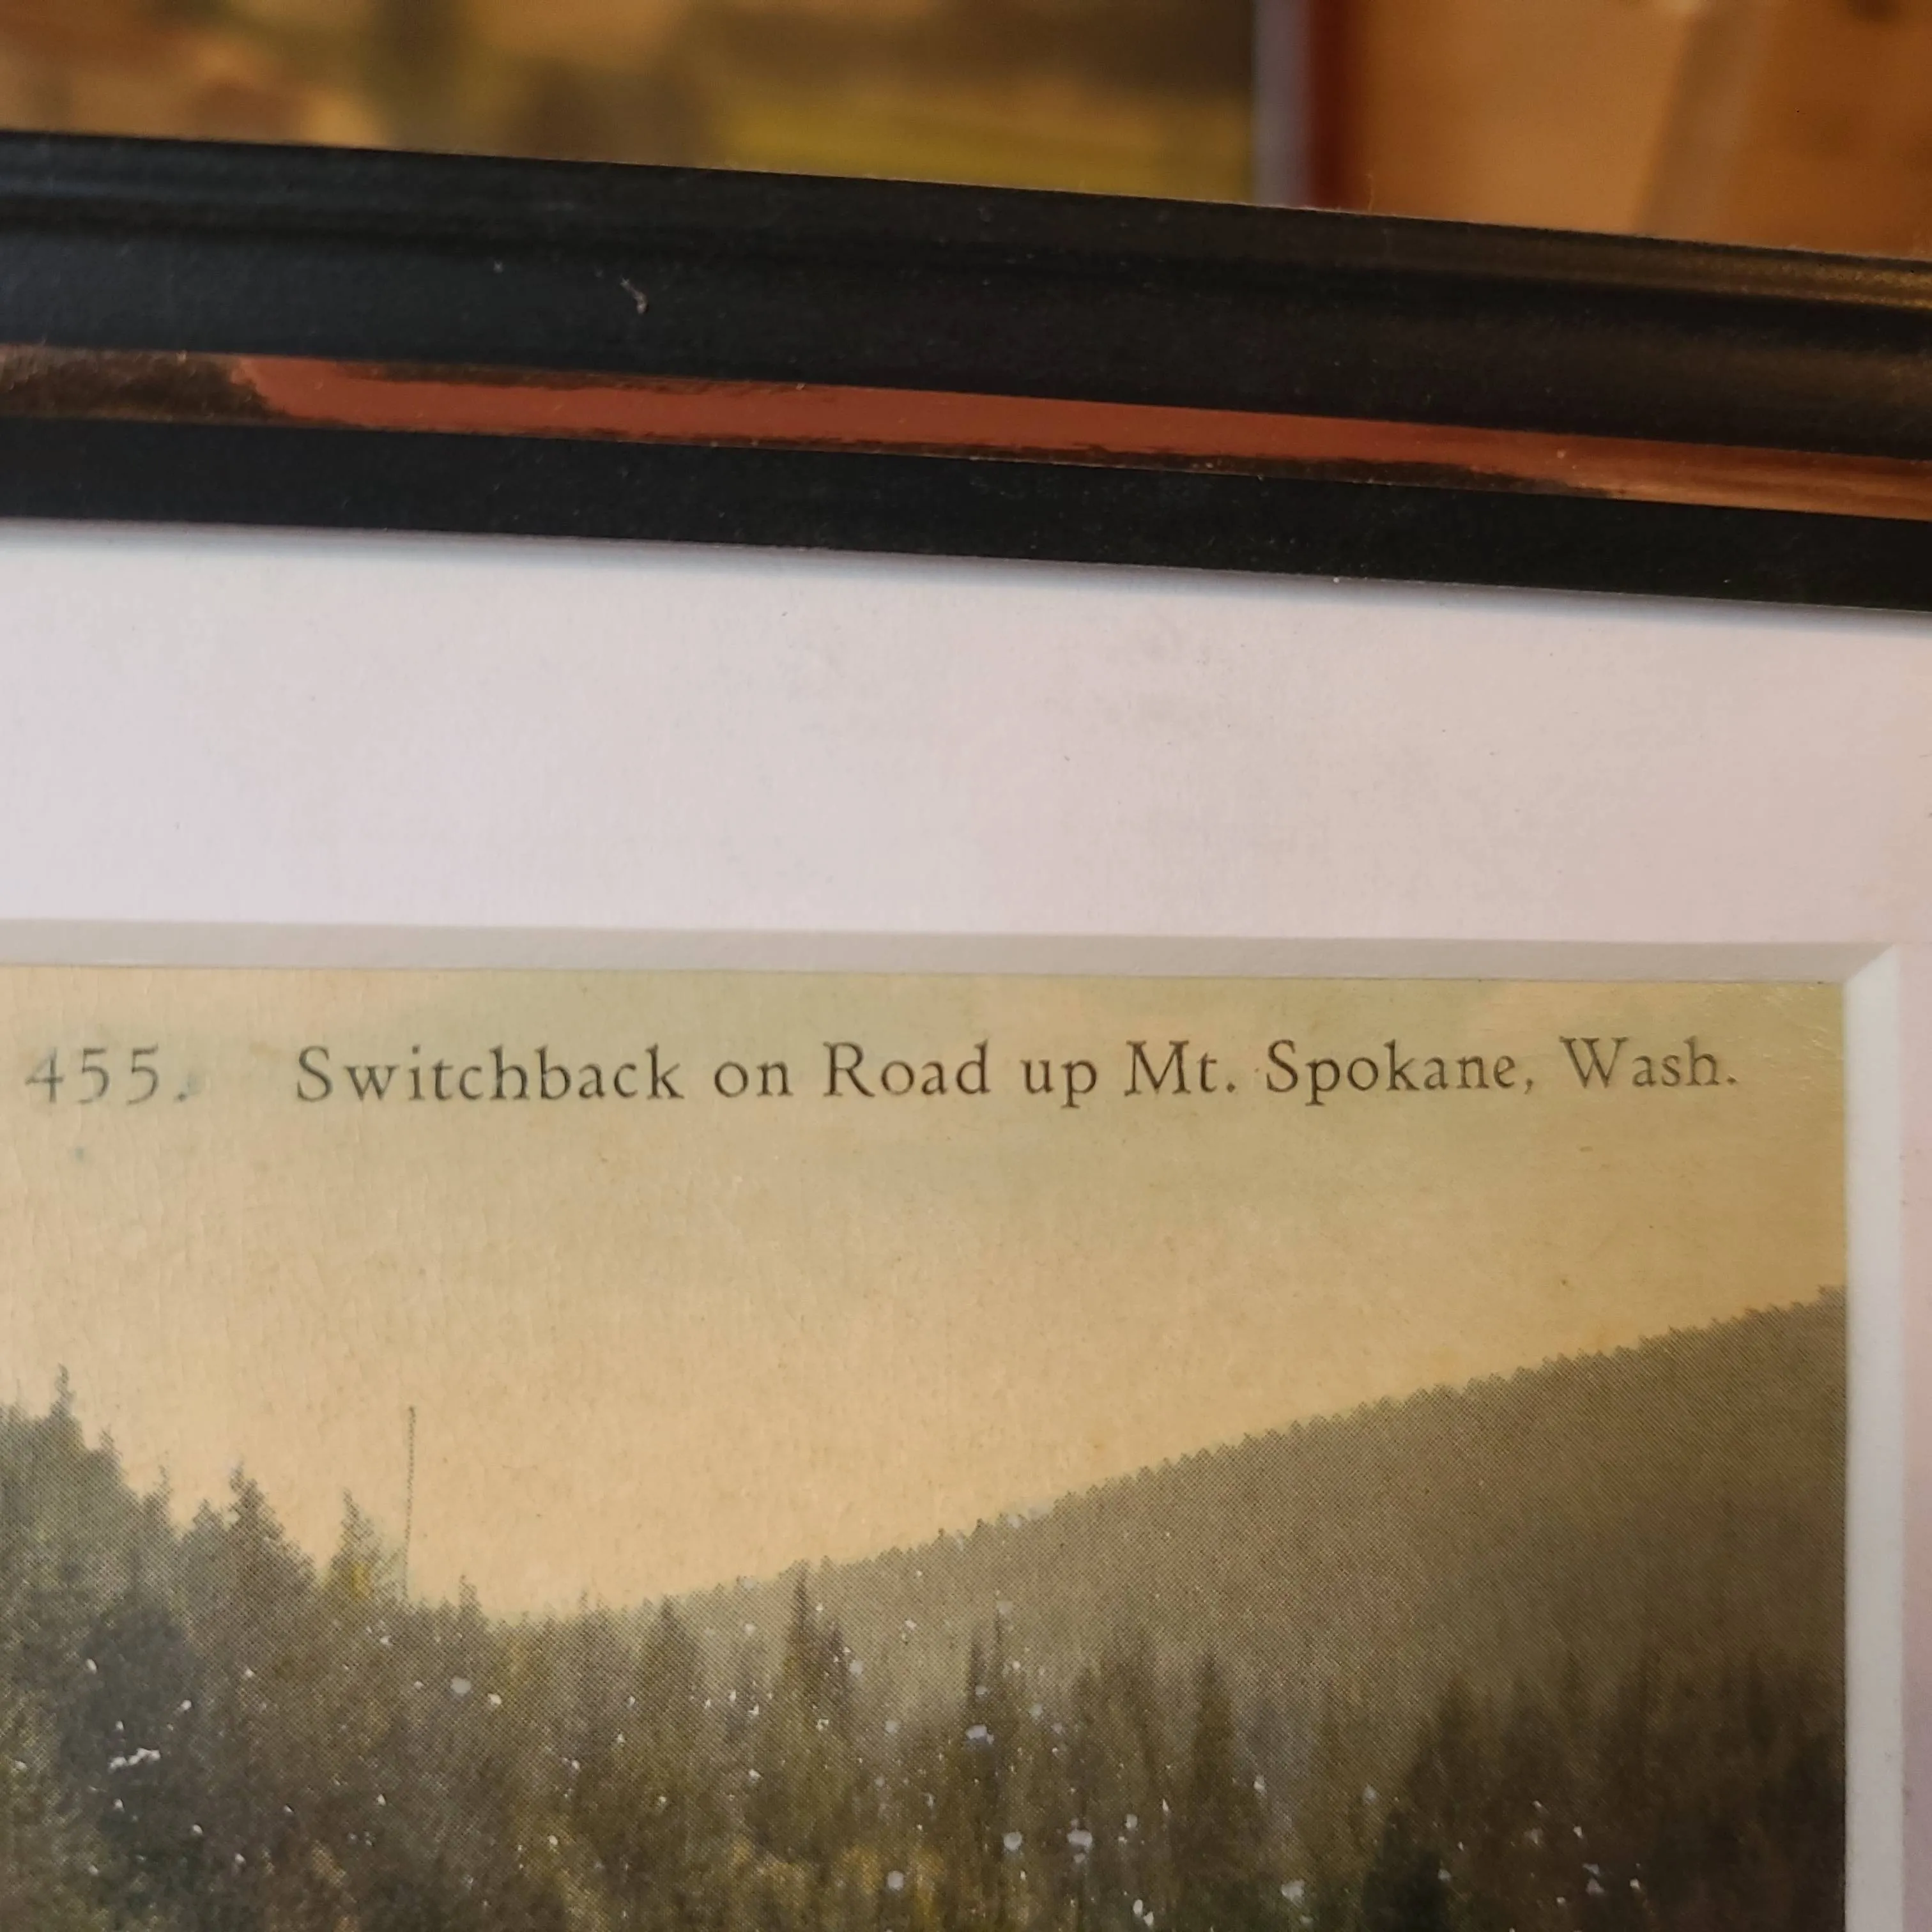 455. Switchback on Road up Mt. Spokane, Wash.